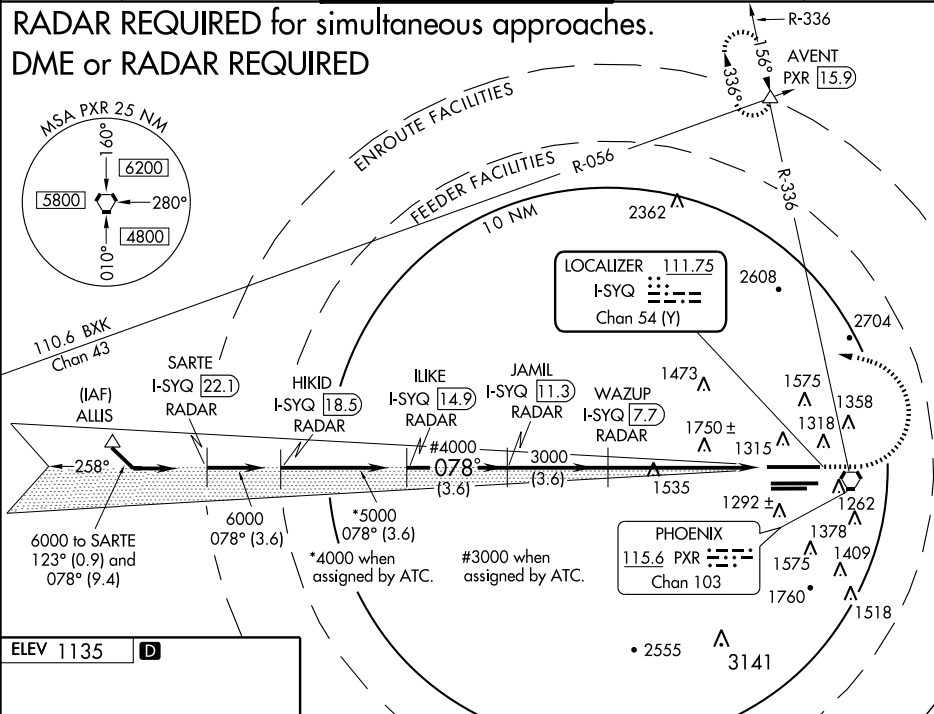 RADAR REQUIRED for simultaneous approaches.
DME or RADAR REQUIRED
R-336
156°
336°
AVENT
PXR 15.9
MSA PXR 25 NM
160°
6200
5800
280°
4800
010°
ENROUTE FACILITIES
FEEDER FACILITIES
R-056
R-336
10 NM
2362
LOCALIZER 111.75
I-SYQ
Chan 54 (Y)
2608
2704
110.6 BXK
Chan 43
(IAF)
ALLIS
SARTE
I-SYQ 22.1
RADAR
HIKID
I-SYQ 18.5
RADAR
ILIKE
I-SYQ 14.9
RADAR
JAMIL
I-SYQ 11.3
RADAR
WAZUP
I-SYQ 7.7
RADAR
1473
1575
1358
1750 ±
1315
1318
258°
#4000
078°
(3.6)
3000
(3.6)
1535
6000 to SARTE
123° (0.9) and
078° (9.4)
6000
078° (3.6)
*5000
078° (3.6)
*4000 when
assigned by ATC.
#3000 when
assigned by ATC.
1292 ±
1262
PHOENIX
115.6 PXR
Chan 103
1378
1575
1409
1760
1518
2555
3141
ELEV 1135 D